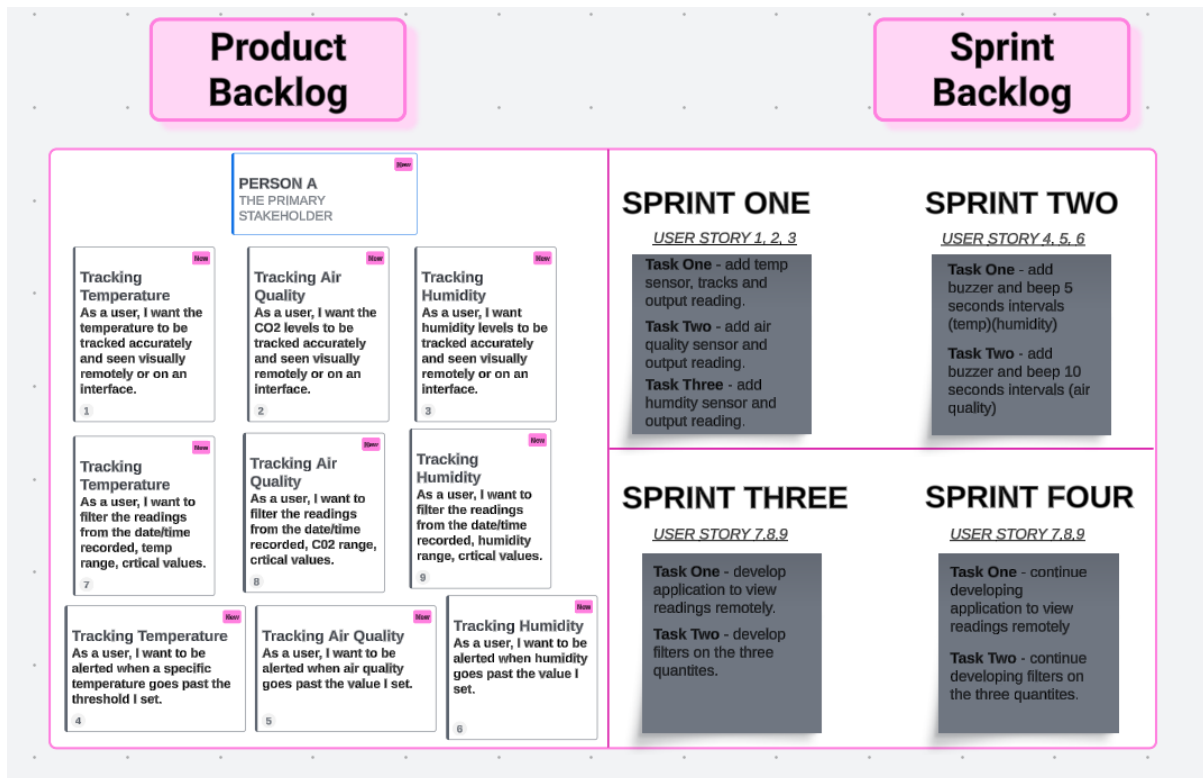 Product
Backlog
Sprint
Backlog
New
PERSON A
THE PRIMARY
STAKEHOLDER
New
Tracking
Temperature
As a user, I want the
temperature to be
tracked accurately
and seen visually
remotely or on an
interface.
1
New
Tracking Air
Quality
As a user, I want the
CO2 levels to be
tracked accurately
and seen visually
remotely or on an
interface.
2
New
Tracking
Humidity
As a user, I want
humidity levels to be
tracked accurately
and seen visually
remotely or on an
interface.
3
New
Tracking
Temperature
As a user, I want to
filter the readings
from the date/time
recorded, temp
range, crtical values.
7
New
Tracking Air
Quality
As a user, I want to
filter the readings
from the date/time
recorded, C02 range,
crtical values.
8
New
Tracking
Humidity
As a user, I want to
filter the readings
from the date/time
recorded, humidity
range, crtical values.
9
New
Tracking Temperature
As a user, I want to be
alerted when a specific
temperature goes past the
threshold I set.
4
New
Tracking Air Quality
As a user, I want to be
alerted when air quality
goes past the value I set.
5
New
Tracking Humidity
As a user, I want to be
alerted when humidity
goes past the value I
set.
6
SPRINT ONE
USER STORY 1, 2, 3
Task One - add temp
sensor, tracks and
output reading.
Task Two - add air
quality sensor and
output reading.
Task Three - add
humdity sensor and
output reading.
SPRINT TWO
USER STORY 4, 5, 6
Task One - add
buzzer and beep 5
seconds intervals
(temp)(humidity)
Task Two - add
buzzer and beep 10
seconds intervals (air
quality)
SPRINT THREE
USER STORY 7,8,9
Task One - develop
application to view
readings remotely.
Task Two - develop
filters on the three
quantites.
SPRINT FOUR
USER STORY 7,8,9
Task One - continue
developing
application to view
readings remotely
Task Two - continue
developing filters on
the three quantites.